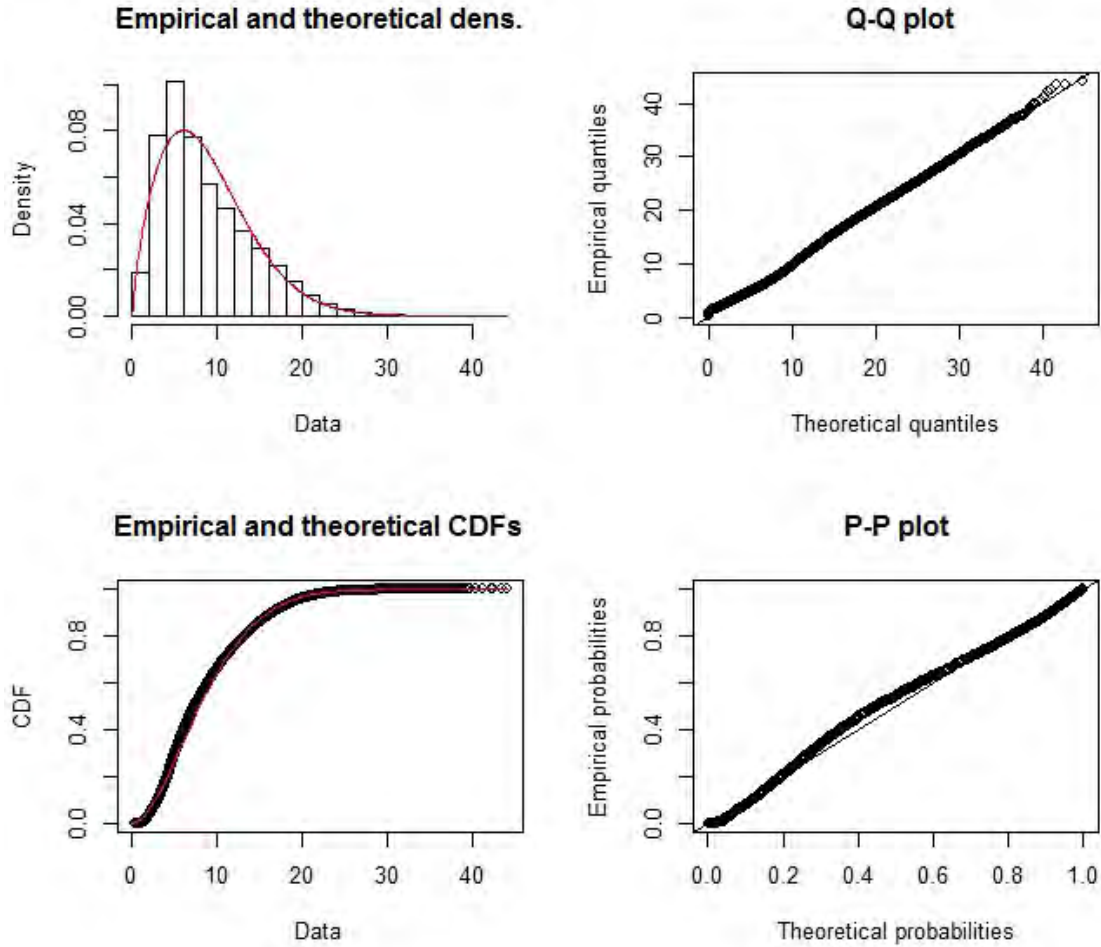 Empirical and theoretical dens.
Density
0.00 0.04 0.08
0 10 20 30 40
Data
Q-Q plot
Empirical quantiles
0 10 20 30 40
0 10 20 30 40
Theoretical quantiles
Empirical and theoretical CDFs
CDF
0.0 0.4 0.8
0 10 20 30 40
Data
P-P plot
Empirical probabilities
0.0 0.4 0.8
0.0 0.2 0.4 0.6 0.8 1.0
Theoretical probabilities